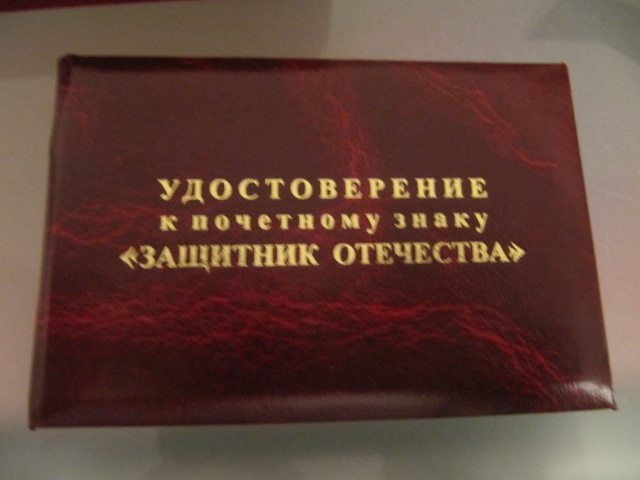 УДОСТОВЕРЕНИЕ
к почетному знаку
«ЗАЩИТНИК ОТЕЧЕСТВА»